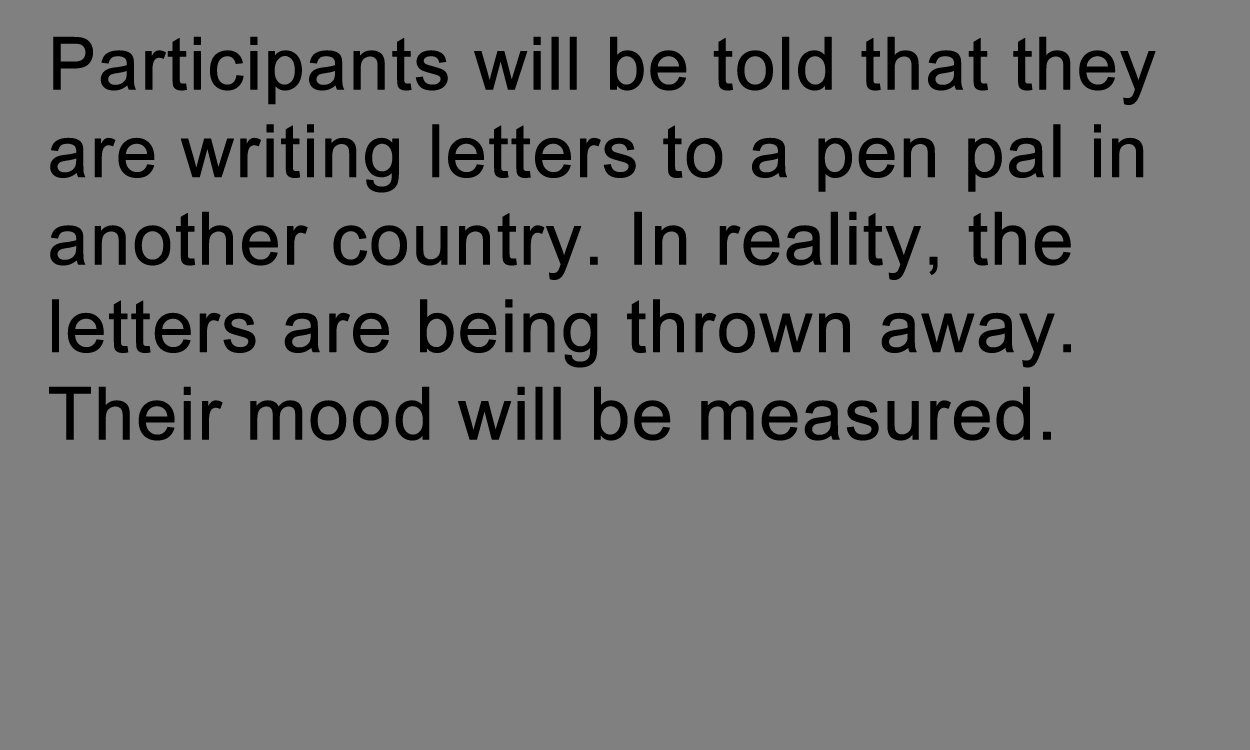 Participants will be told that they
are writing letters to a pen pal in
another country. In reality, the
letters are being thrown away.
Their mood will be measured.